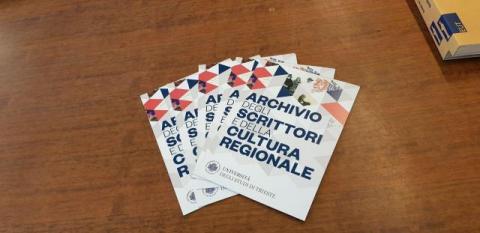 ARCHIVIO
DEGLI
SCRITTORI
E DELLA
CULTURA
REGIONALE
UNIVERSITÀ
DEGLI STUDI DI TRIESTE